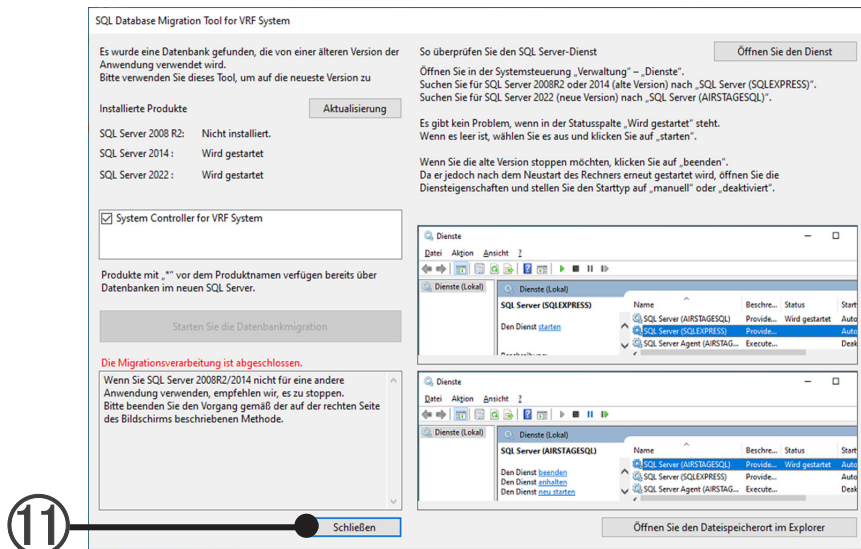 SQL Database Migration Tool for VRF System
Es wurde eine Datenbank gefunden, die von einer älteren Version der
Anwendung verwendet wird.
Bitte verwenden Sie dieses Tool, um auf die neueste Version zu
Installierte Produkte
Aktualisierung
SQL Server 2008 R2: Nicht installiert.
SQL Server 2014 : Wird gestartet
SQL Server 2022 : Wird gestartet
System Controller for VRF System
Produkte mit „*" vor dem Produktnamen verfügen bereits über
Datenbanken im neuen SQL Server.
Starten Sie die Datenbankmigration
Die Migrationsverarbeitung ist abgeschlossen.
Wenn Sie SQL Server 2008R2/2014 nicht für eine andere
Anwendung verwenden, empfehlen wir, es zu stoppen.
Bitte beenden Sie den Vorgang gemäß der auf der rechten Seite
des Bildschirms beschriebenen Methode.
11
Schließen
So überprüfen Sie den SQL Server-Dienst
Öffnen Sie den Dienst
Öffnen Sie in der Systemsteuerung „Verwaltung" – „Dienste".
Suchen Sie für SQL Server 2008R2 oder 2014 (alte Version) nach „SQL Server (SQLEXPRESS)".
Suchen Sie für SQL Server 2022 (neue Version) nach „SQL Server (AIRSTAGESQL)".
Es gibt kein Problem, wenn in der Statusspalte „Wird gestartet" steht.
Wenn es leer ist, wählen Sie es aus und klicken Sie auf „starten".
Wenn Sie die alte Version stoppen möchten, klicken Sie auf „beenden".
Da er jedoch nach dem Neustart des Rechners erneut gestartet wird, öffnen Sie die
Diensteigenschaften und stellen Sie den Starttyp auf „manuell" oder „deaktiviert".
Dienste
Datei Aktion Ansicht ?
Dienste (Lokal)
Dienste (Lokal)
SQL Server (SQLEXPRESS)
Den Dienst starten
Name Beschre... Status Start
SQL Server (AIRSTAGESQL) Provide... Wird gestartet Auto
SQL Server (SQLEXPRESS) Provide... Auto
SQL Server Agent (AIRSTAG... Execute... Deak
Dienste
Datei Aktion Ansicht ?
Dienste (Lokal)
Dienste (Lokal)
SQL Server (AIRSTAGESQL)
Den Dienst beenden
Den Dienst anhalten
Den Dienst neu starten
Name Beschre... Status Start
SQL Server (AIRSTAGESQL) Provide... Wird gestartet Auto
SQL Server (SQLEXPRESS) Provide... Auto
SQL Server Agent (AIRSTAG... Execute... Deak
Öffnen Sie den Dateispeicherort im Explorer